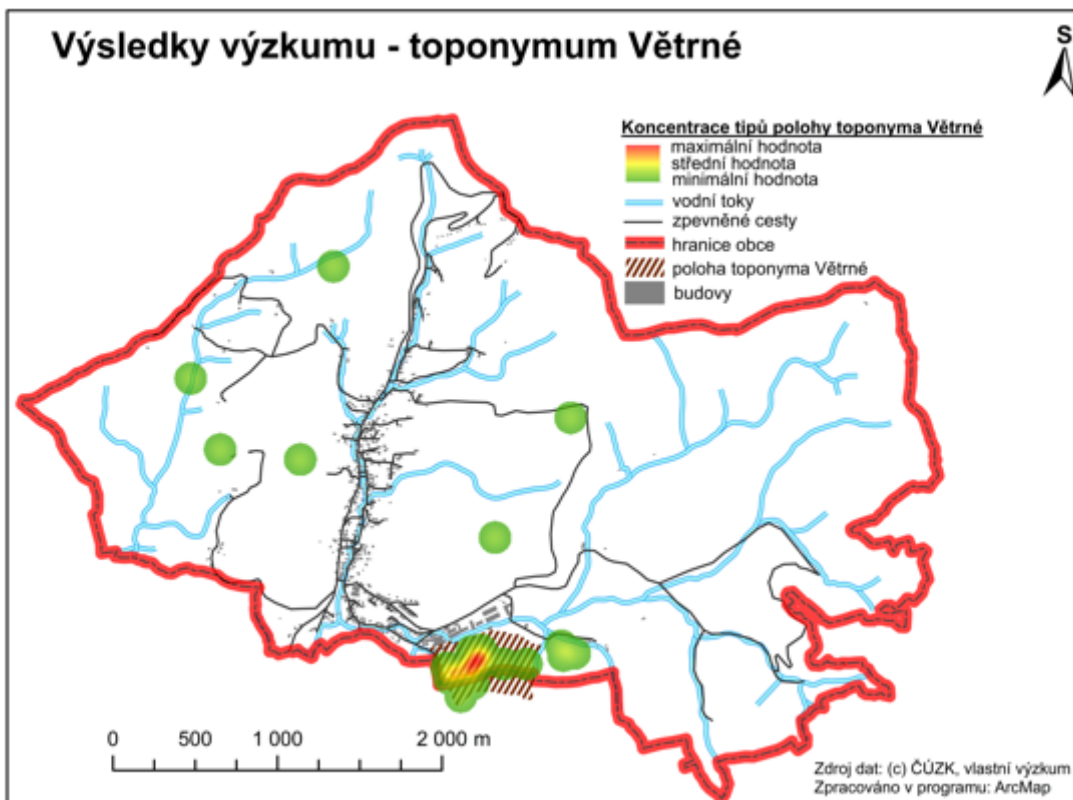 Výsledky výzkumu - toponymum Větrné
S
Koncentrace tipů polohy toponyma Větrné
maximální hodnota
střední hodnota
minimální hodnota
vodní toky
zpevněné cesty
hranice obce
poloha toponyma Větrné
budovy
0 500 1 000 2 000 m
Zdroj dat: (c) ČÚZK, vlastní výzkum
Zpracováno v programu: ArcMap